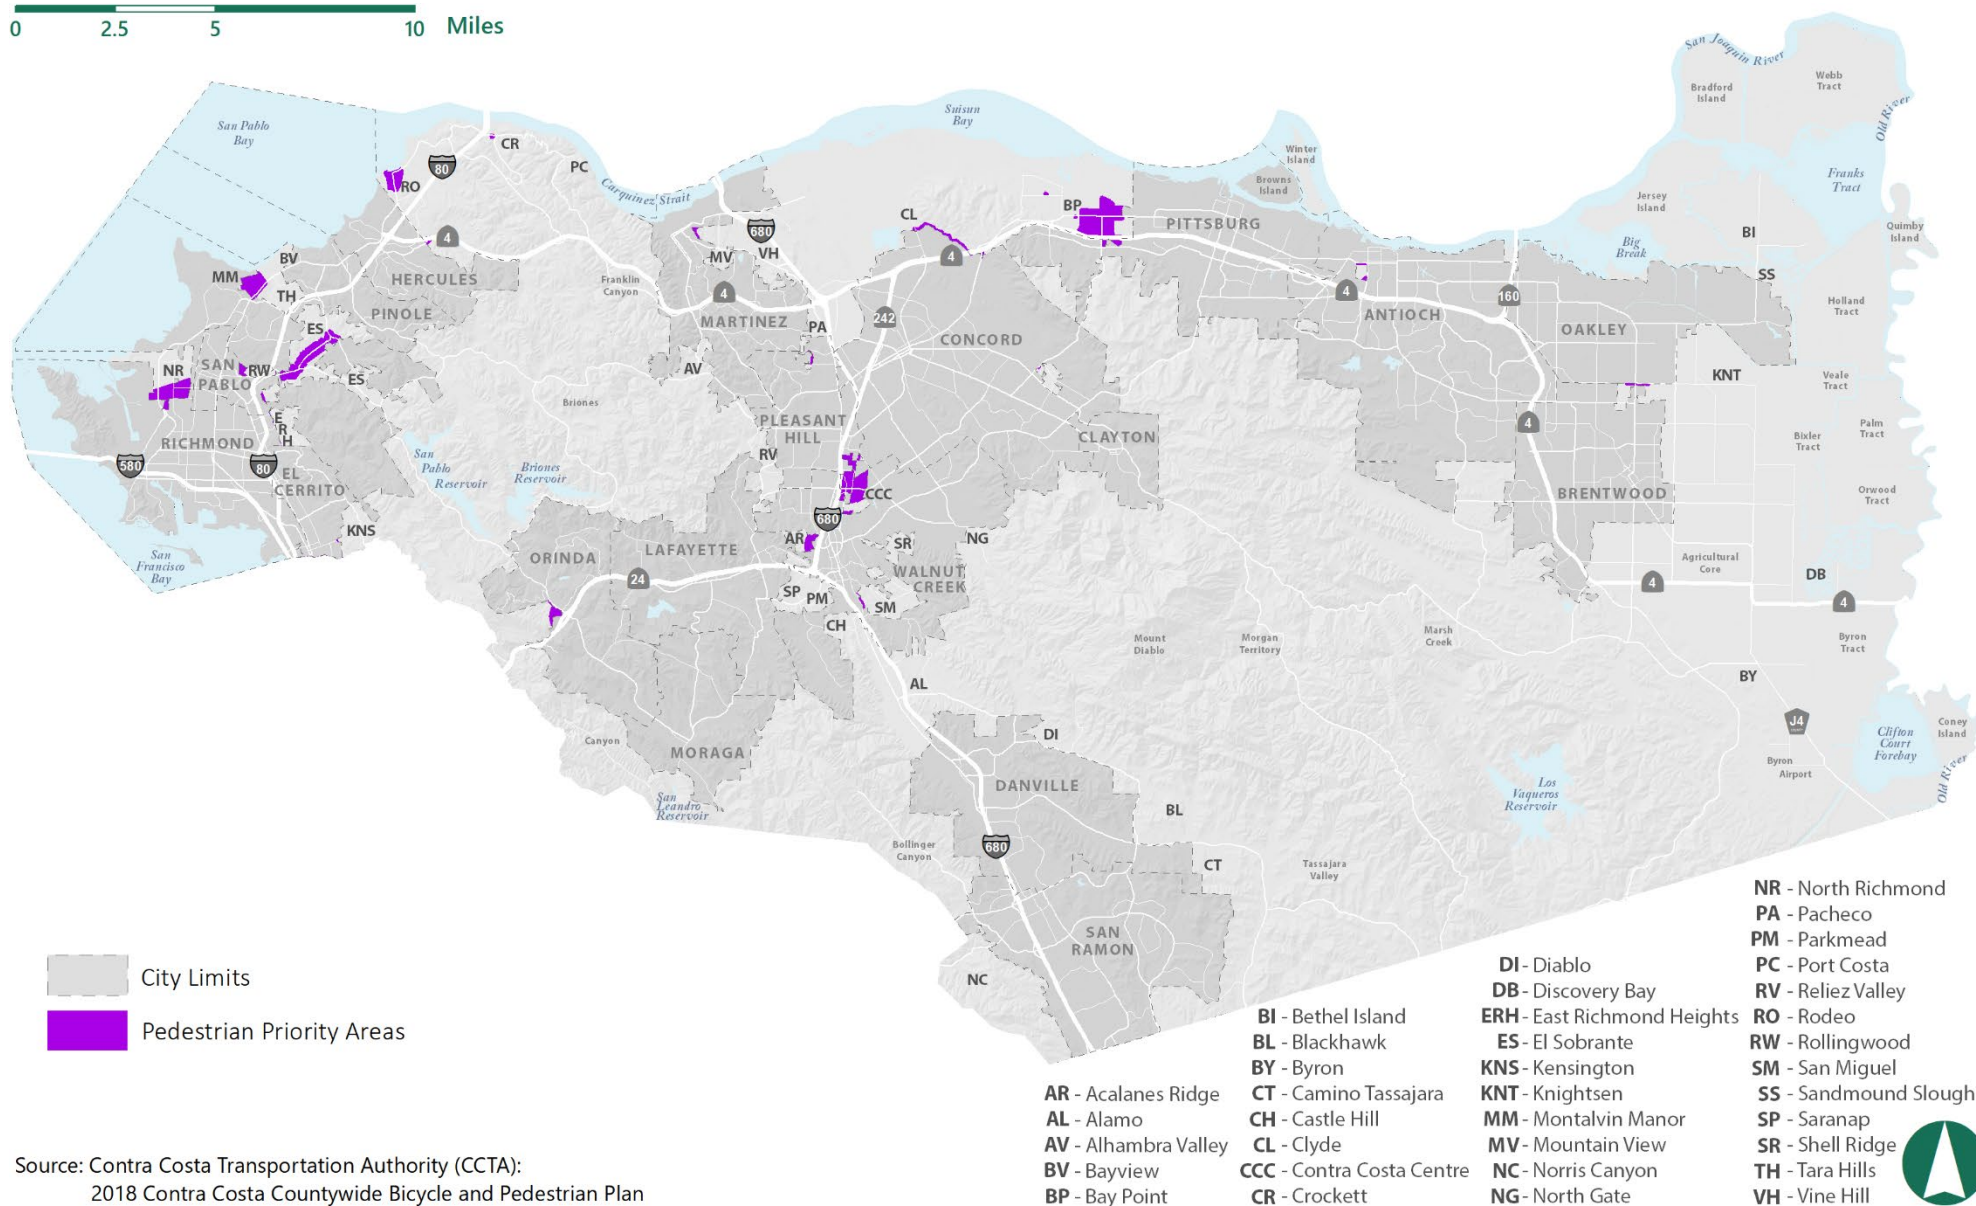 0 2.5 5 10 Miles
San Joaquin River
Webb
Tract
Bradford
Island
Old River
San Pablo
Bay
Suisun
Bay
CR
80
PC
RO
Carquinez Strait
Winter
Island
Browns
Island
Franks
Tract
Jersey
Island
Quimby
Island
BI
Big
Break
SS
CL
BP
PITTSBURG
4
680
MV
VH
4
BV
MM
TH
HERCULES
PINOLE
Franklin
Canyon
4
MARTINEZ
PA
242
CONCORD
4
ANTIOCH
160
OAKLEY
Holland
Tract
ES
SAN
PABLO
NR
RW
ES
AV
KNT
Veale
Tract
Briones
E
R
H
RICHMOND
580
80
EL
CERRITO
PLEASANT
HILL
CLAYTON
4
Bixler
Tract
Palm
Tract
San
Pablo
Reservoir
Briones
Reservoir
RV
CCC
BRENTWOOD
Orwood
Tract
KNS
San
Francisco
Bay
680
AR
SR
NG
ORINDA
LAFAYETTE
24
WALNUT
CREEK
SP
PM
SM
CH
Agricultural
Core
DB
4
4
Mount
Diablo
Morgan
Territory
Marsh
Creek
Byron
Tract
AL
BY
J4
Coney
Island
Clifton
Court
Forebay
Byron
Airport
Old River
Canyon
MORAGA
DI
DANVILLE
San
Leandro
Reservoir
BL
Los
Vaqueros
Reservoir
680
Bollinger
Canyon
CT
Tassajara
Valley
SAN
RAMON
NC
City Limits
Pedestrian Priority Areas
AR - Acalanes Ridge
AL - Alamo
AV - Alhambra Valley
BV - Bayview
BP - Bay Point
BI - Bethel Island
BL - Blackhawk
BY - Byron
CT - Camino Tassajara
CH - Castle Hill
CL - Clyde
CCC - Contra Costa Centre
CR - Crockett
DI - Diablo
DB - Discovery Bay
ERH - East Richmond Heights
ES - El Sobrante
KNS - Kensington
KNT - Knightsen
MM - Montalvin Manor
MV - Mountain View
NC - Norris Canyon
NG - North Gate
NR - North Richmond
PA - Pacheco
PM - Parkmead
PC - Port Costa
RV - Reliez Valley
RO - Rodeo
RW - Rollingwood
SM - San Miguel
SS - Sandmound Slough
SP - Saranap
SR - Shell Ridge
TH - Tara Hills
VH - Vine Hill
Source: Contra Costa Transportation Authority (CCTA):
2018 Contra Costa Countywide Bicycle and Pedestrian Plan